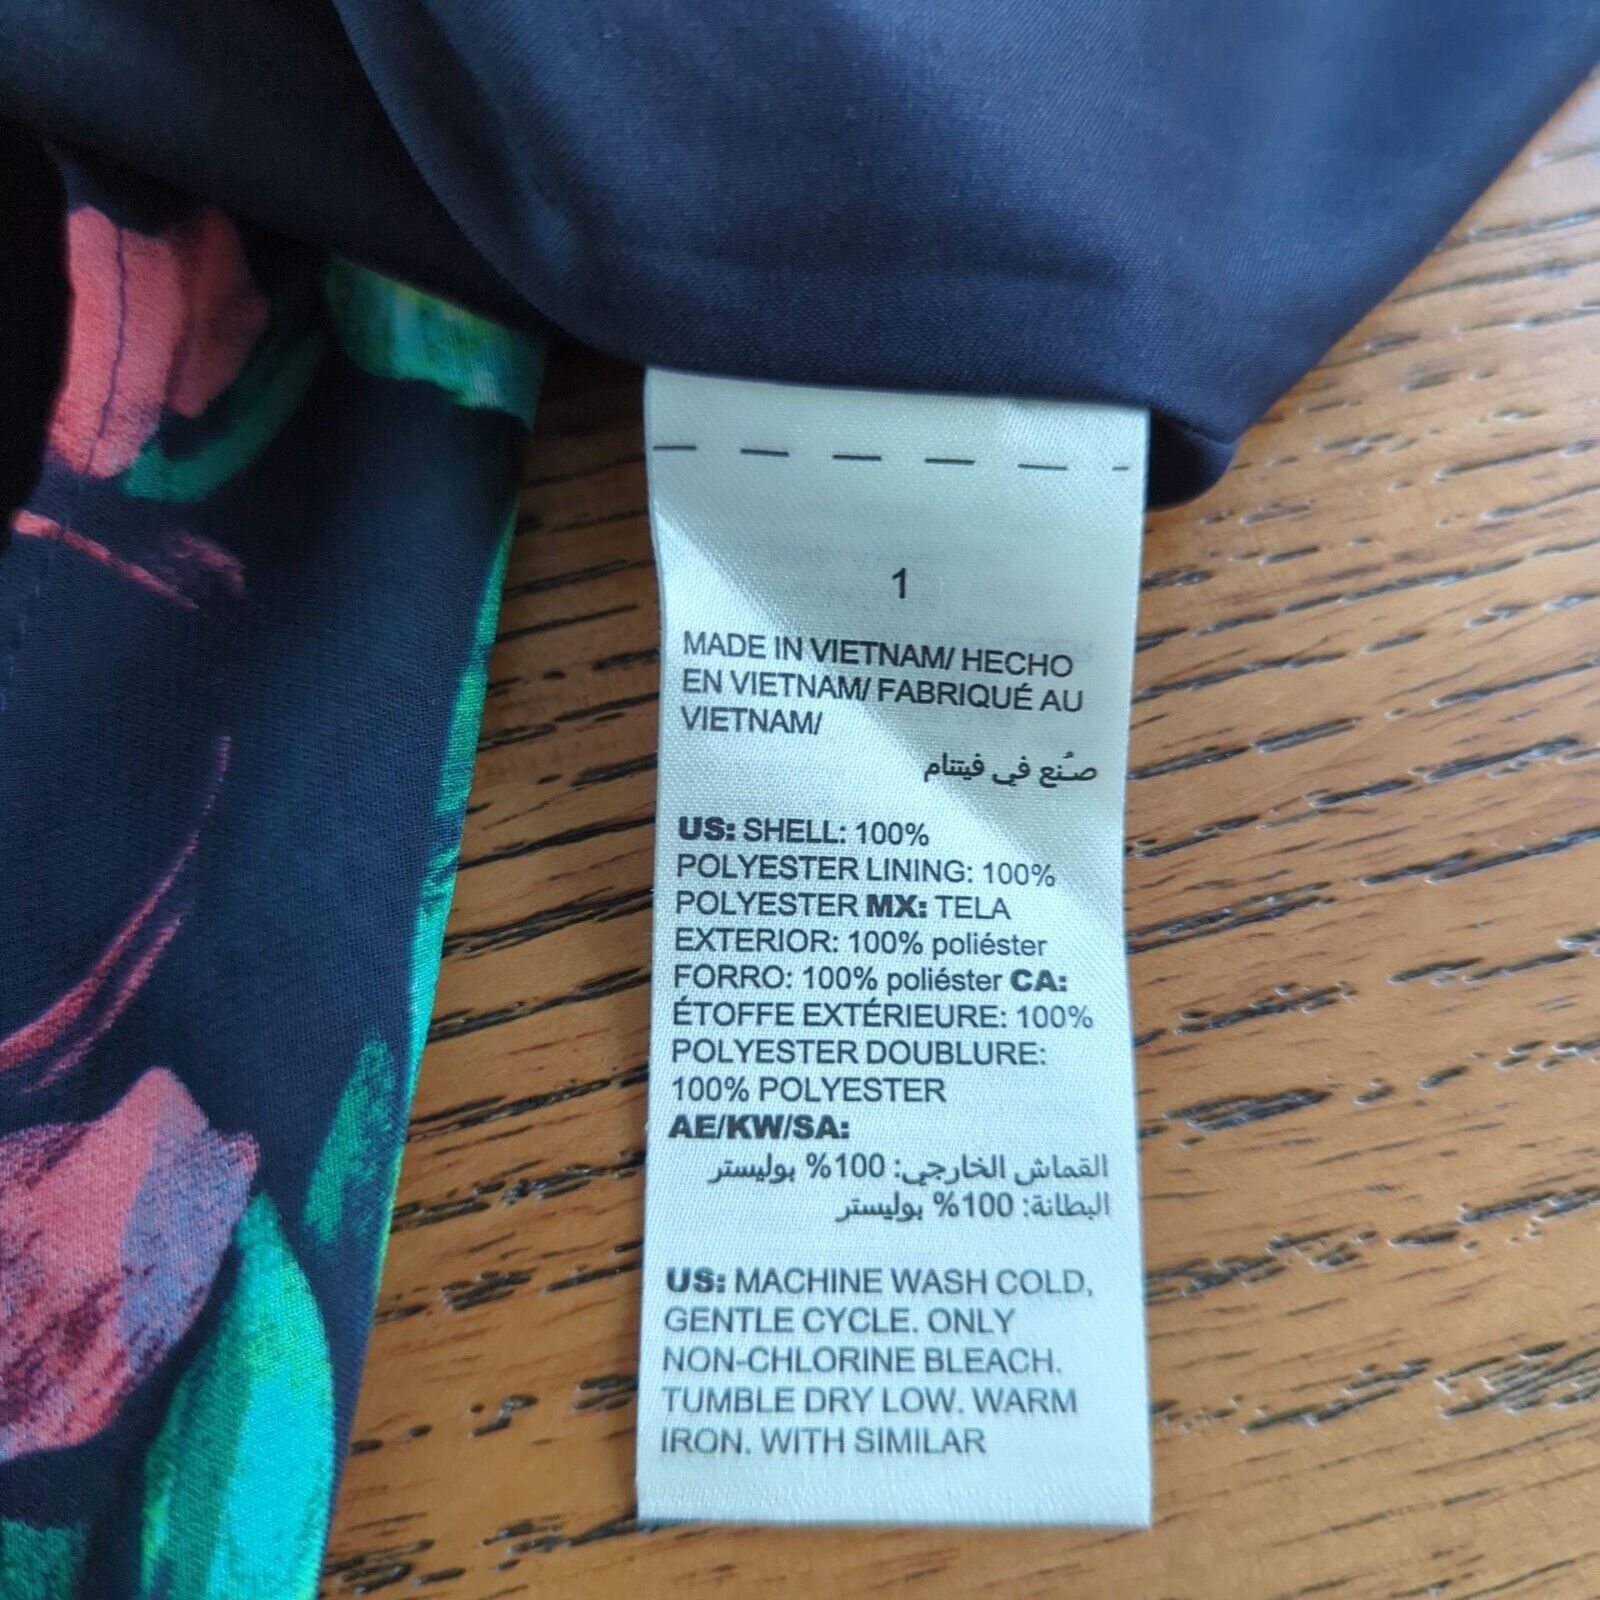 1
MADE IN VIETNAM/ HECHO
EN VIETNAM/ FABRIQUÉ AU
VIETNAM/
صُنع في فيتنام
US: SHELL: 100%
POLYESTER LINING: 100%
POLYESTER MX: TELA
EXTERIOR: 100% poliéster
FORRO: 100% poliéster CA:
ÉTOFFE EXTÉRIEURE: 100%
POLYESTER DOUBLURE:
100% POLYESTER
AE/KW/SA:
القماش الخارجي: 100% بوليستر
البطانة: 100% بوليستر
US: MACHINE WASH COLD,
GENTLE CYCLE. ONLY
NON-CHLORINE BLEACH.
TUMBLE DRY LOW. WARM
IRON. WITH SIMILAR